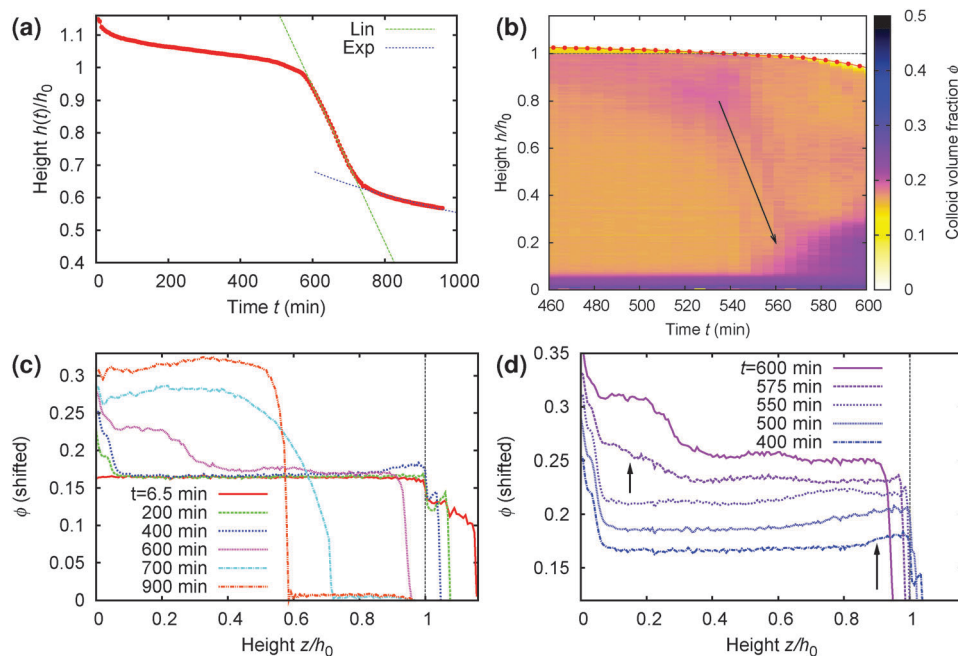 (a)
Height h(t)/h0
1.1
1
0.9
0.8
0.7
0.6
0.5
0.4
Lin
Exp
0 200 400 600 800 1000
Time t (min)
(b)
Height h/h0
1
0.8
0.6
0.4
0.2
0
460 480 500 520 540 560 580 600
Time t (min)
0.5
0.4
0.3
0.2
0.1
0
Colloid volume fraction ϕ
(c)
ϕ (shifted)
0.3
0.25
0.2
0.15
0.1
0.05
0
t=6.5 min
200 min
400 min
600 min
700 min
900 min
0 0.2 0.4 0.6 0.8 1
Height z/h0
(d)
ϕ (shifted)
0.35
0.30
0.25
0.20
0.15
t=600 min
575 min
550 min
500 min
400 min
0 0.2 0.4 0.6 0.8 1
Height z/h0